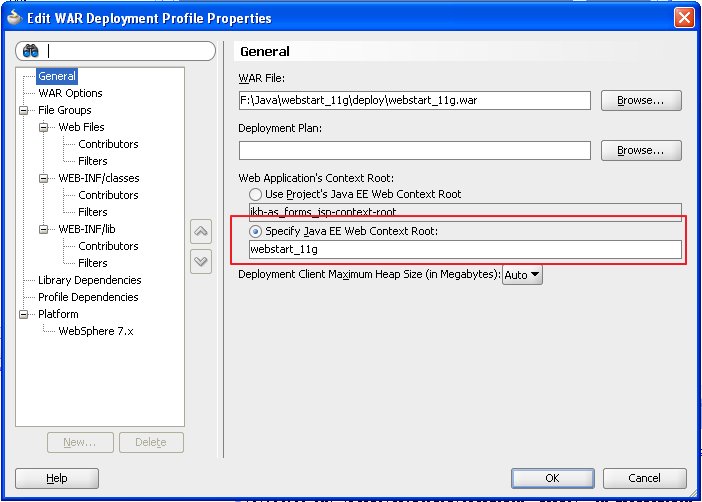 Edit WAR Deployment Profile Properties
General
WAR Options
File Groups
Web Files
Contributors
Filters
WEB-INF/classes
Contributors
Filters
WEB-INF/lib
Contributors
Filters
Library Dependencies
Profile Dependencies
Platform
WebSphere 7.x
New...
Delete
General
WAR File:
F:\Java\webstart_11g\deploy\webstart_11g.war
Browse...
Deployment Plan:
Browse...
Web Application's Context Root:
Use Project's Java EE Web Context Root
jkh-as_forms_jsp-context-root
Specify Java EE Web Context Root:
webstart_11g
Deployment Client Maximum Heap Size (in Megabytes):
Auto
Help
OK
Cancel